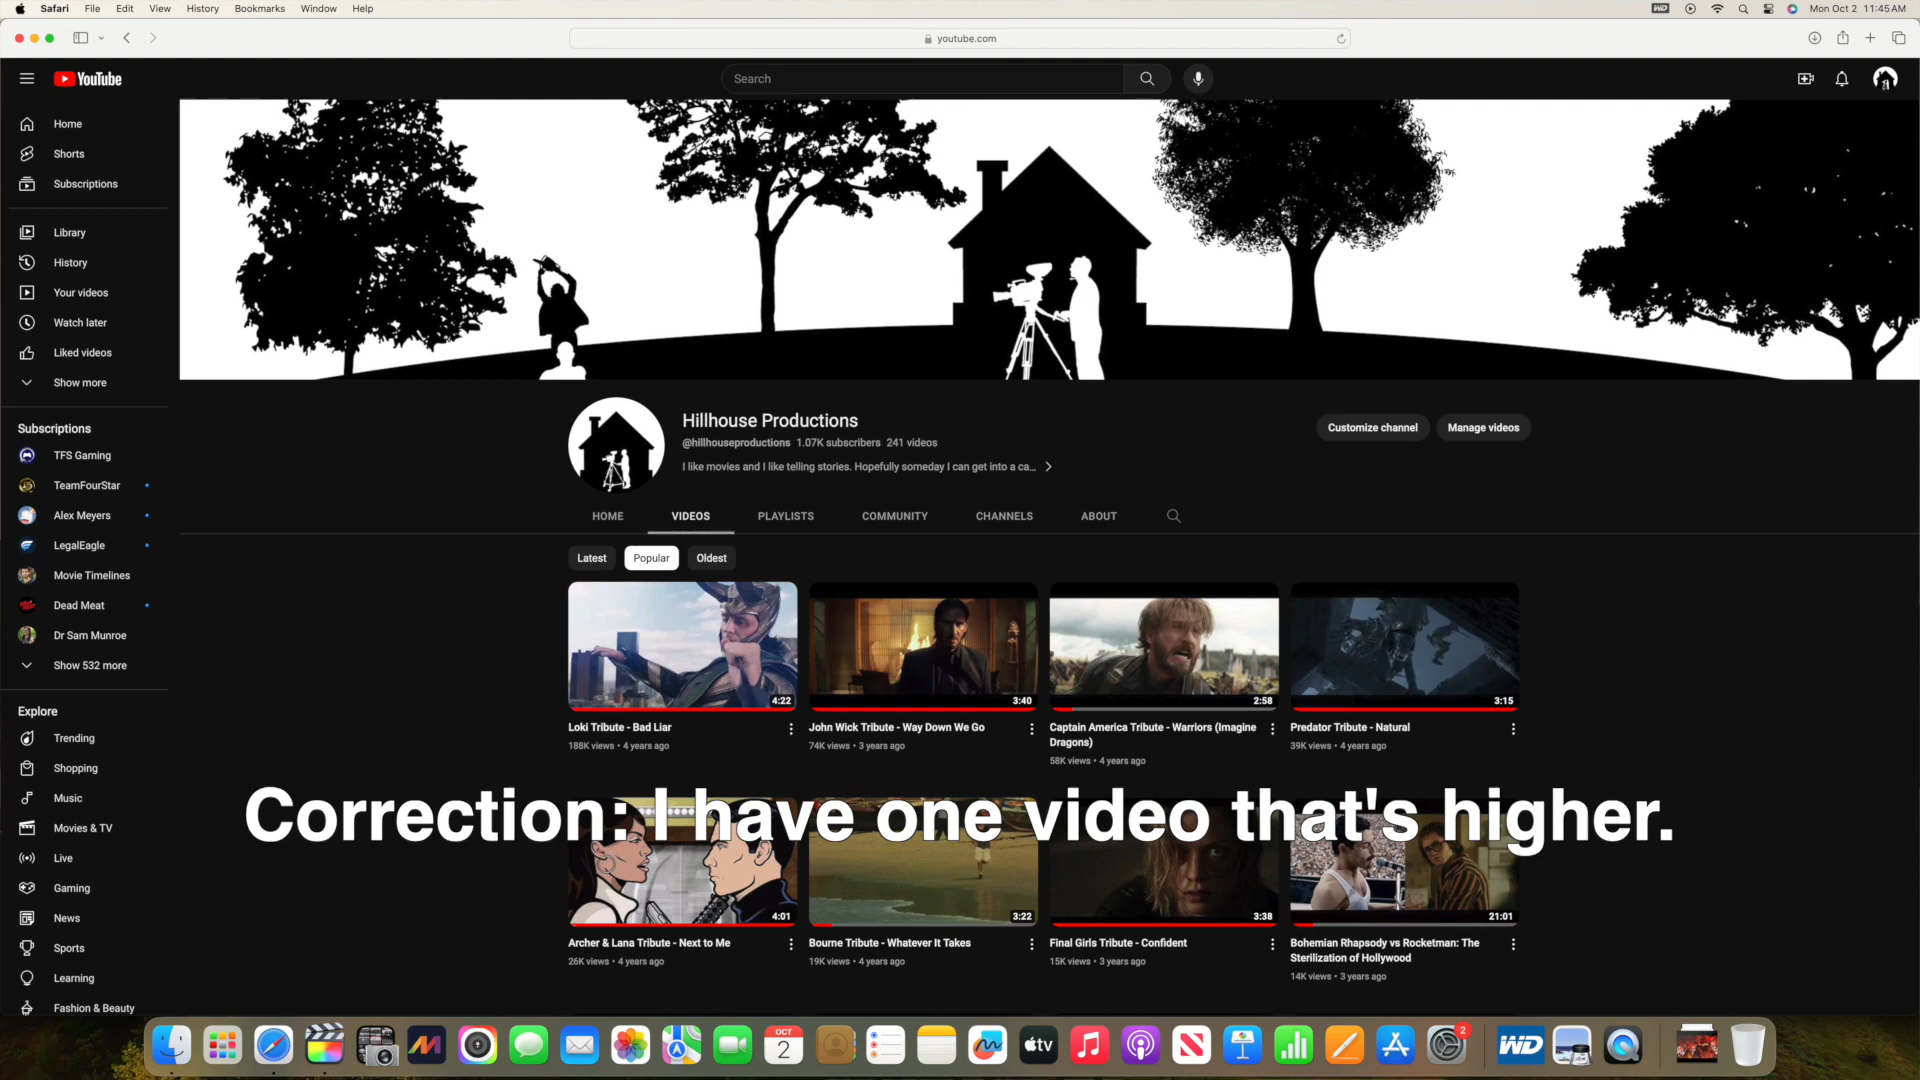 Safari File Edit View History Bookmarks Window Help
WD
Mon Oct 2 11:45 AM
youtube.com
YouTube
Search
Home
Shorts
Subscriptions
Library
History
Your videos
Watch later
Liked videos
Show more
Subscriptions
TFS Gaming
TeamFourStar
Alex Meyers
LegalEagle
Movie Timelines
Dead Meat
Dr Sam Munroe
Show 532 more
Explore
Trending
Shopping
Music
Movies & TV
Live
Gaming
News
Sports
Learning
Fashion & Beauty
Hillhouse Productions
@hillhouseproductions 1.07K subscribers 241 videos
I like movies and I like telling stories. Hopefully someday I can get into a ca...
Customize channel
Manage videos
HOME VIDEOS PLAYLISTS COMMUNITY CHANNELS ABOUT
Latest Popular Oldest
4:22
Loki Tribute - Bad Liar
188K views • 4 years ago
3:40
John Wick Tribute - Way Down We Go
74K views • 3 years ago
2:58
Captain America Tribute - Warriors (Imagine
Dragons)
58K views • 4 years ago
3:15
Predator Tribute - Natural
39K views • 4 years ago
Correction: I have one video that's higher.
4:01
Archer & Lana Tribute - Next to Me
26K views • 4 years ago
3:22
Bourne Tribute - Whatever It Takes
19K views • 4 years ago
3:38
Final Girls Tribute - Confident
15K views • 3 years ago
21:01
Bohemian Rhapsody vs Rocketman: The
Sterilization of Hollywood
14K views • 3 years ago
OCT
2
tv
2
WD